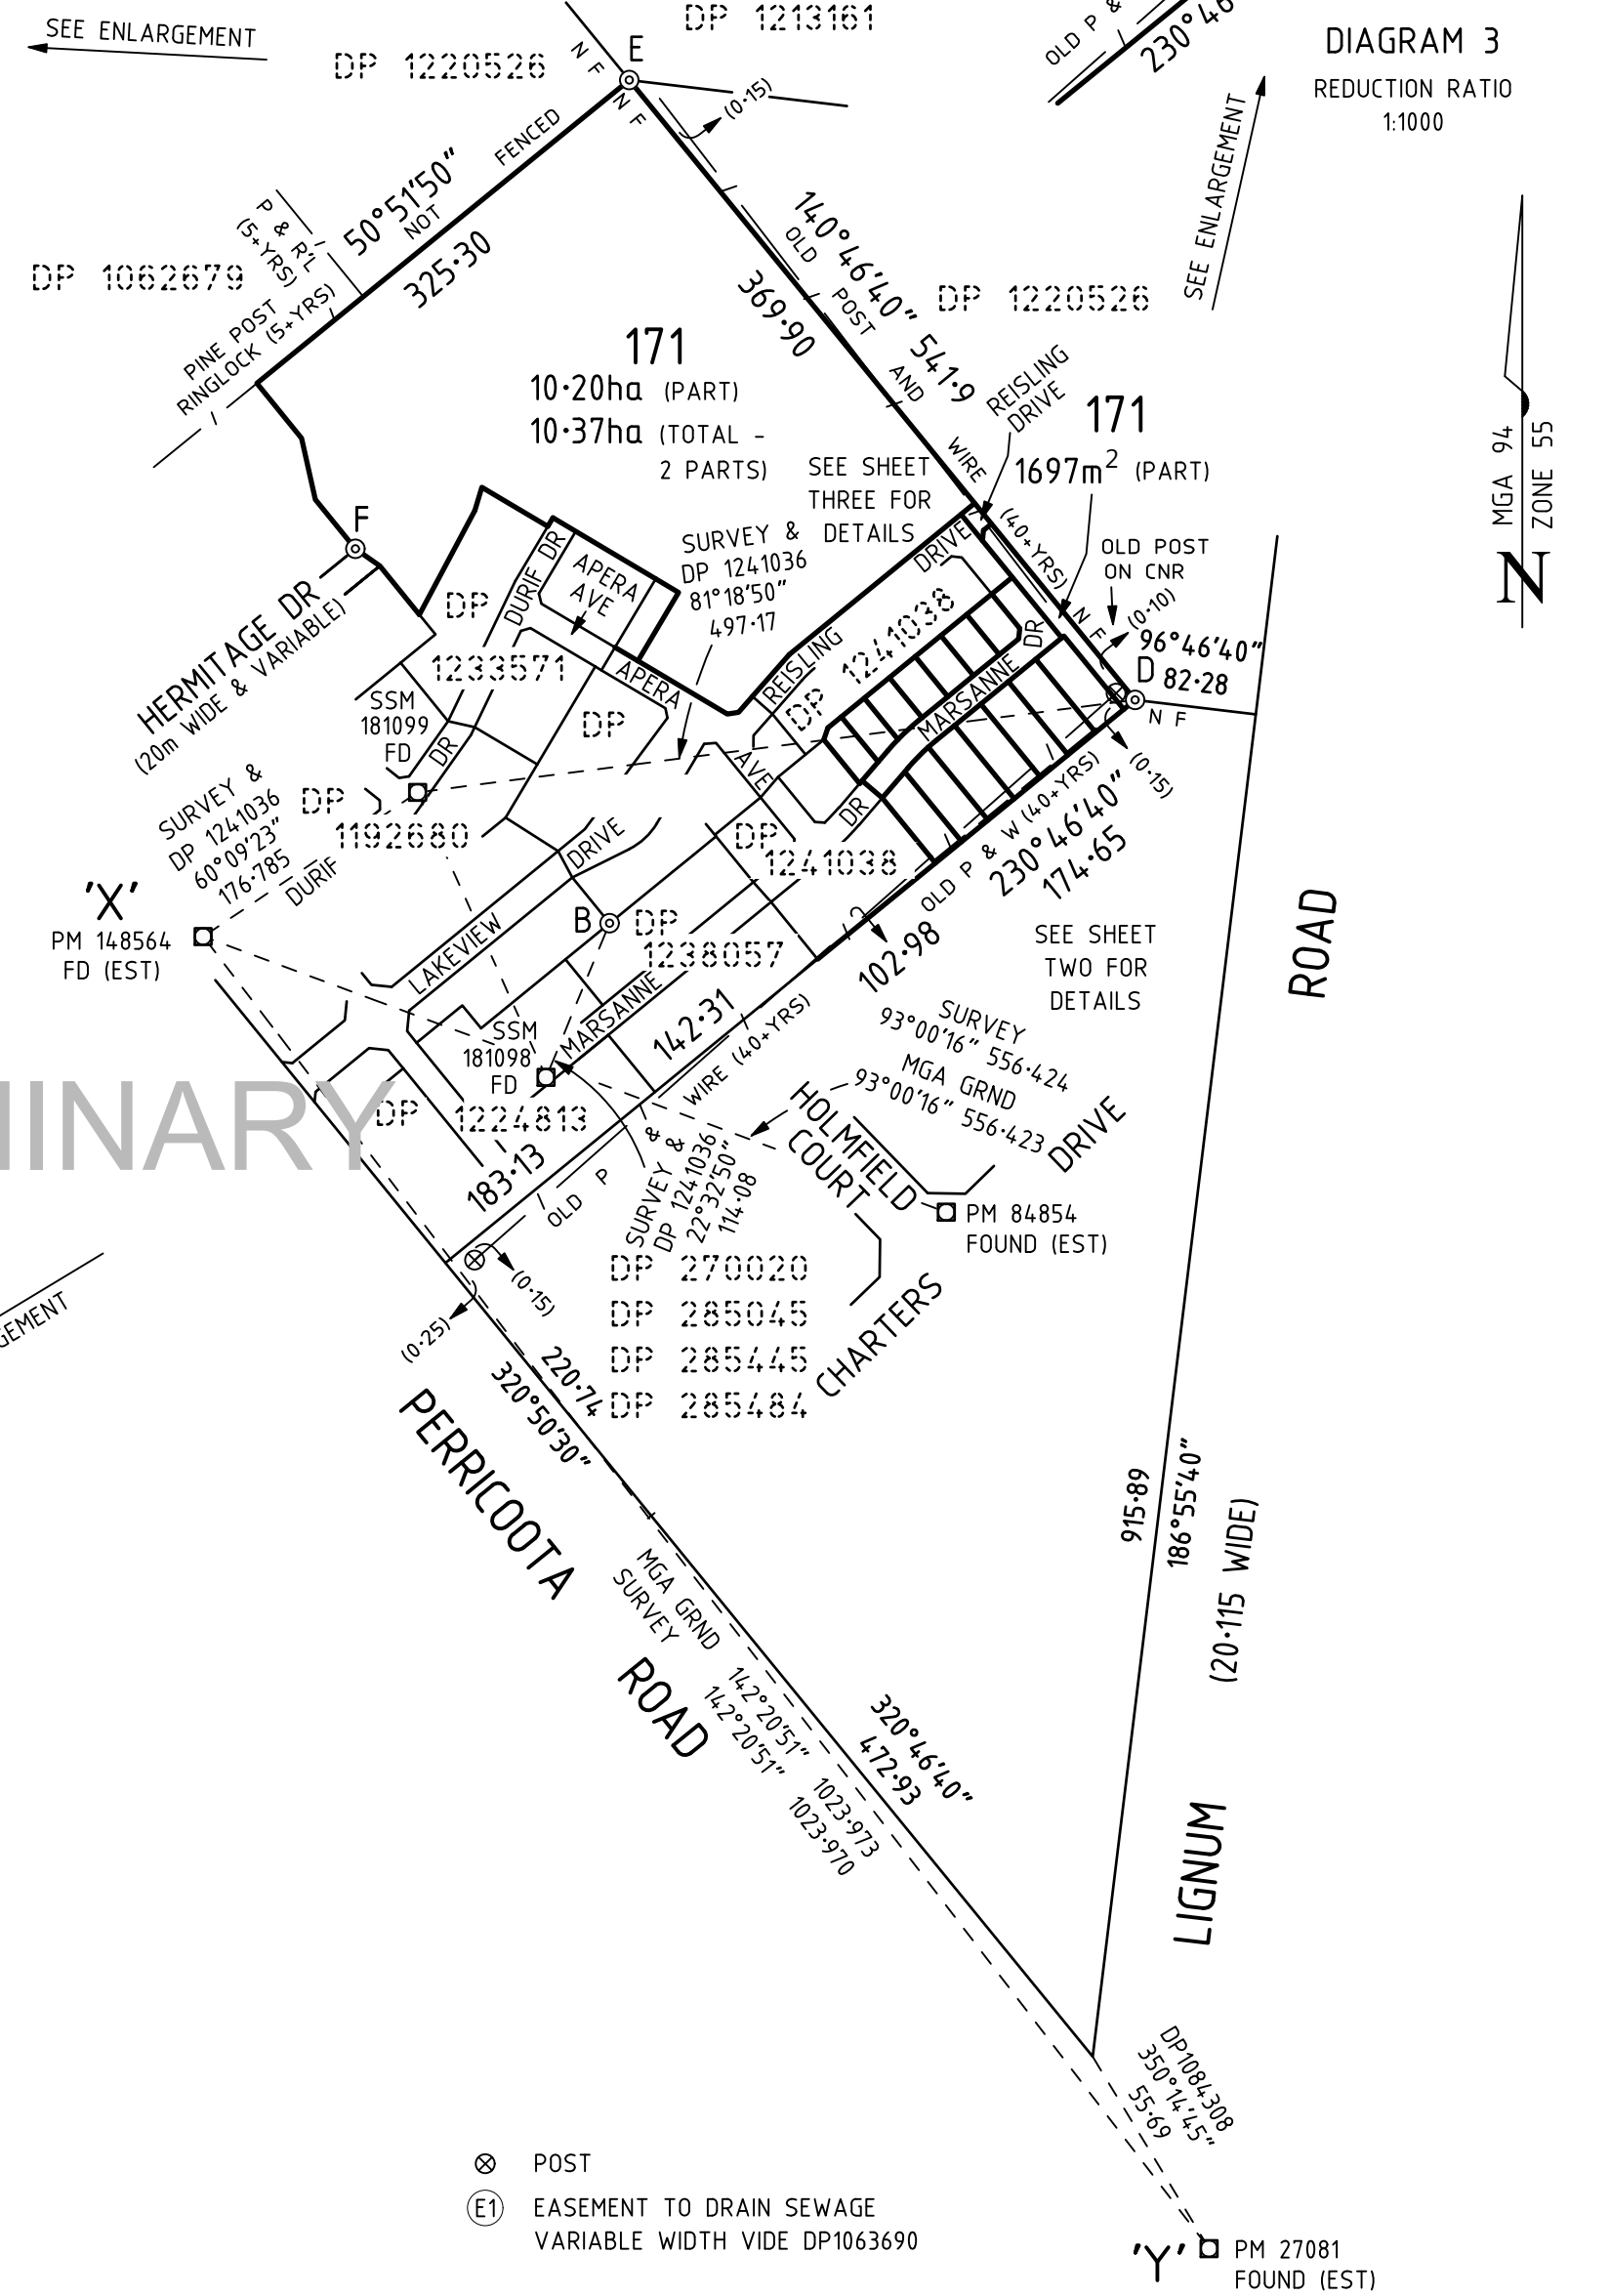 SEE ENLARGEMENT
DP 1213161
DP 1220526
E
N F
N F
(0·15)
OLD P &
230°46
DIAGRAM 3
REDUCTION RATIO
1:1000
SEE ENLARGEMENT
FENCED
NOT
50°51'50"
325·30
P & R'L
(5+YRS)
DP 1062679
PINE POST
RINGLOCK (5+YRS)
140°46'40" 541·9
OLD POST AND WIRE (40+YRS)
369·90
DP 1220526
171
10·20ha (PART)
10·37ha (TOTAL -
2 PARTS)
REISLING
DRIVE
171
1697m² (PART)
SEE SHEET
THREE FOR
DETAILS
MGA 94
ZONE 55
N
F
SURVEY &
DP 1241036
81°18'50"
497·17
DRIVE
OLD POST
ON CNR
(0·10)
N F
96°46'40"
D 82·28
N F
(0·15)
DURIF DR
APERA
AVE
DP
1233571
HERMITAGE DR
(20m WIDE & VARIABLE)
APERA
AVE
REISLING
DP 1241038
MARSANNE
DR
DR
SSM
181099
FD
DR
DP
SURVEY &
DP 1241036
60°09'23"
176·785
DURIF
DP
1192680
DRIVE
LAKEVIEW
DP
1241038
OLD P & W (40+YRS)
230°46'40"
174·65
'X'
PM 148564
FD (EST)
B
DP
1238057
102·98
SEE SHEET
TWO FOR
DETAILS
ROAD
SSM
181098
FD
MARSANNE
142·31
OLD P & WIRE (40+YRS)
SURVEY
93°00'16" 556·424
MGA GRND
93°00'16" 556·423
MINARY
DP 1224813
183·13
HOLMFIELD
COURT
DRIVE
SURVEY &
DP 1241036
22°32'50"
114·08
PM 84854
FOUND (EST)
(0·15)
(0·25)
DP 270020
DP 285045
DP 285445
DP 285484
CHARTERS
GEMENT
220·74
320°50'30"
PERRICOOTA
ROAD
915·89
186°55'40"
(20·115 WIDE)
MGA GRND 142°20'51" 1023·973
SURVEY 142°20'51" 1023·970
320°46'40"
472·93
LIGNUM
DP1084308
350°14'45"
55·69
POST
E1 EASEMENT TO DRAIN SEWAGE
VARIABLE WIDTH VIDE DP1063690
'Y' PM 27081
FOUND (EST)